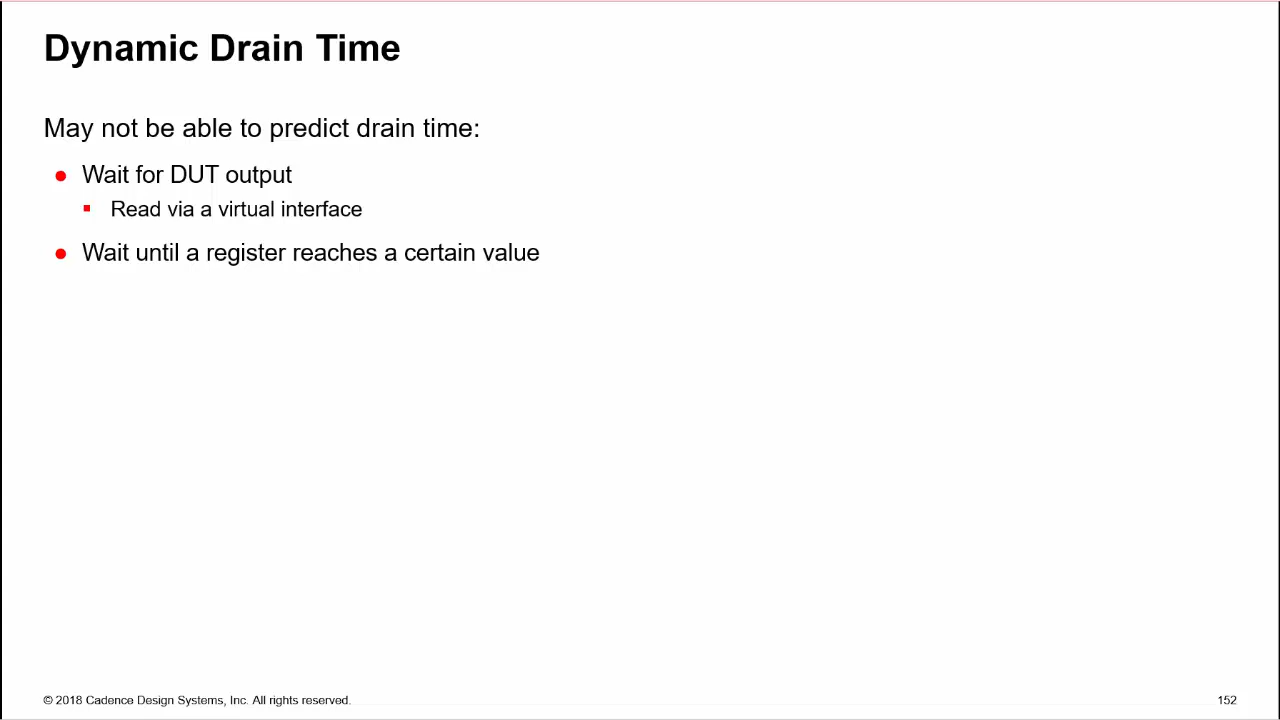 Dynamic Drain Time
May not be able to predict drain time:
● Wait for DUT output
▪ Read via a virtual interface
● Wait until a register reaches a certain value
© 2018 Cadence Design Systems, Inc. All rights reserved.
152